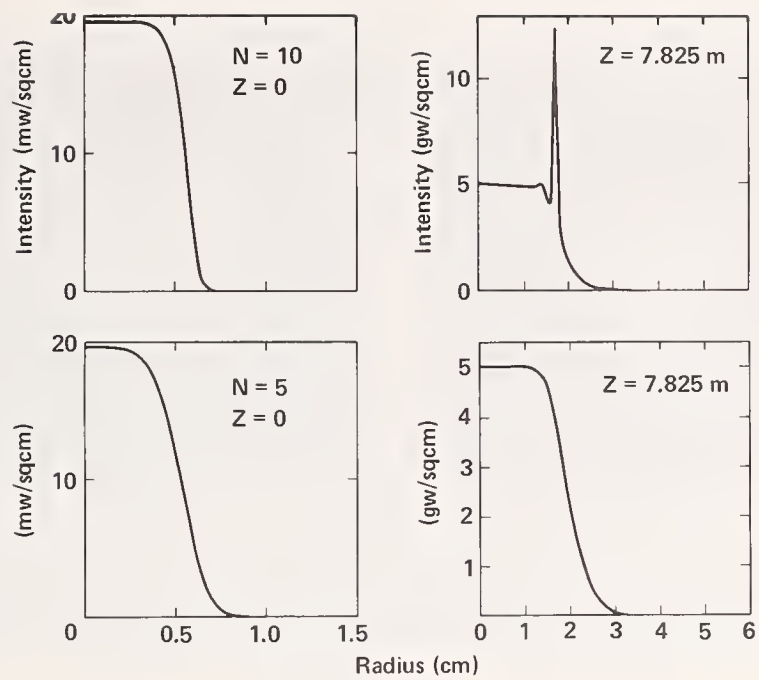 20
10
0
Intensity (mw/sqcm)
N = 10
Z = 0
10
5
0
Intensity (gw/sqcm)
Z = 7.825 m
20
10
0
(mw/sqcm)
N = 5
Z = 0
0.5
1.0
1.5
5
4
3
2
1
(gw/sqcm)
Z = 7.825 m
0
1
2
3
4
5
6
Radius (cm)